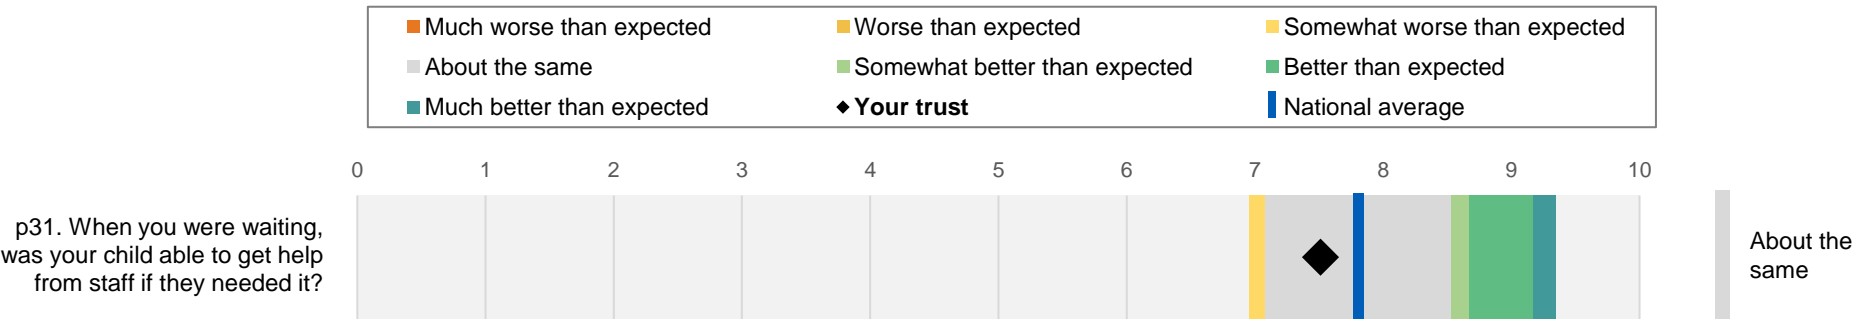 Much worse than expected
Worse than expected
Somewhat worse than expected
About the same
Somewhat better than expected
Better than expected
Much better than expected
Your trust
National average
0 1 2 3 4 5 6 7 8 9 10
p31. When you were waiting,
was your child able to get help
from staff if they needed it?
About the
same